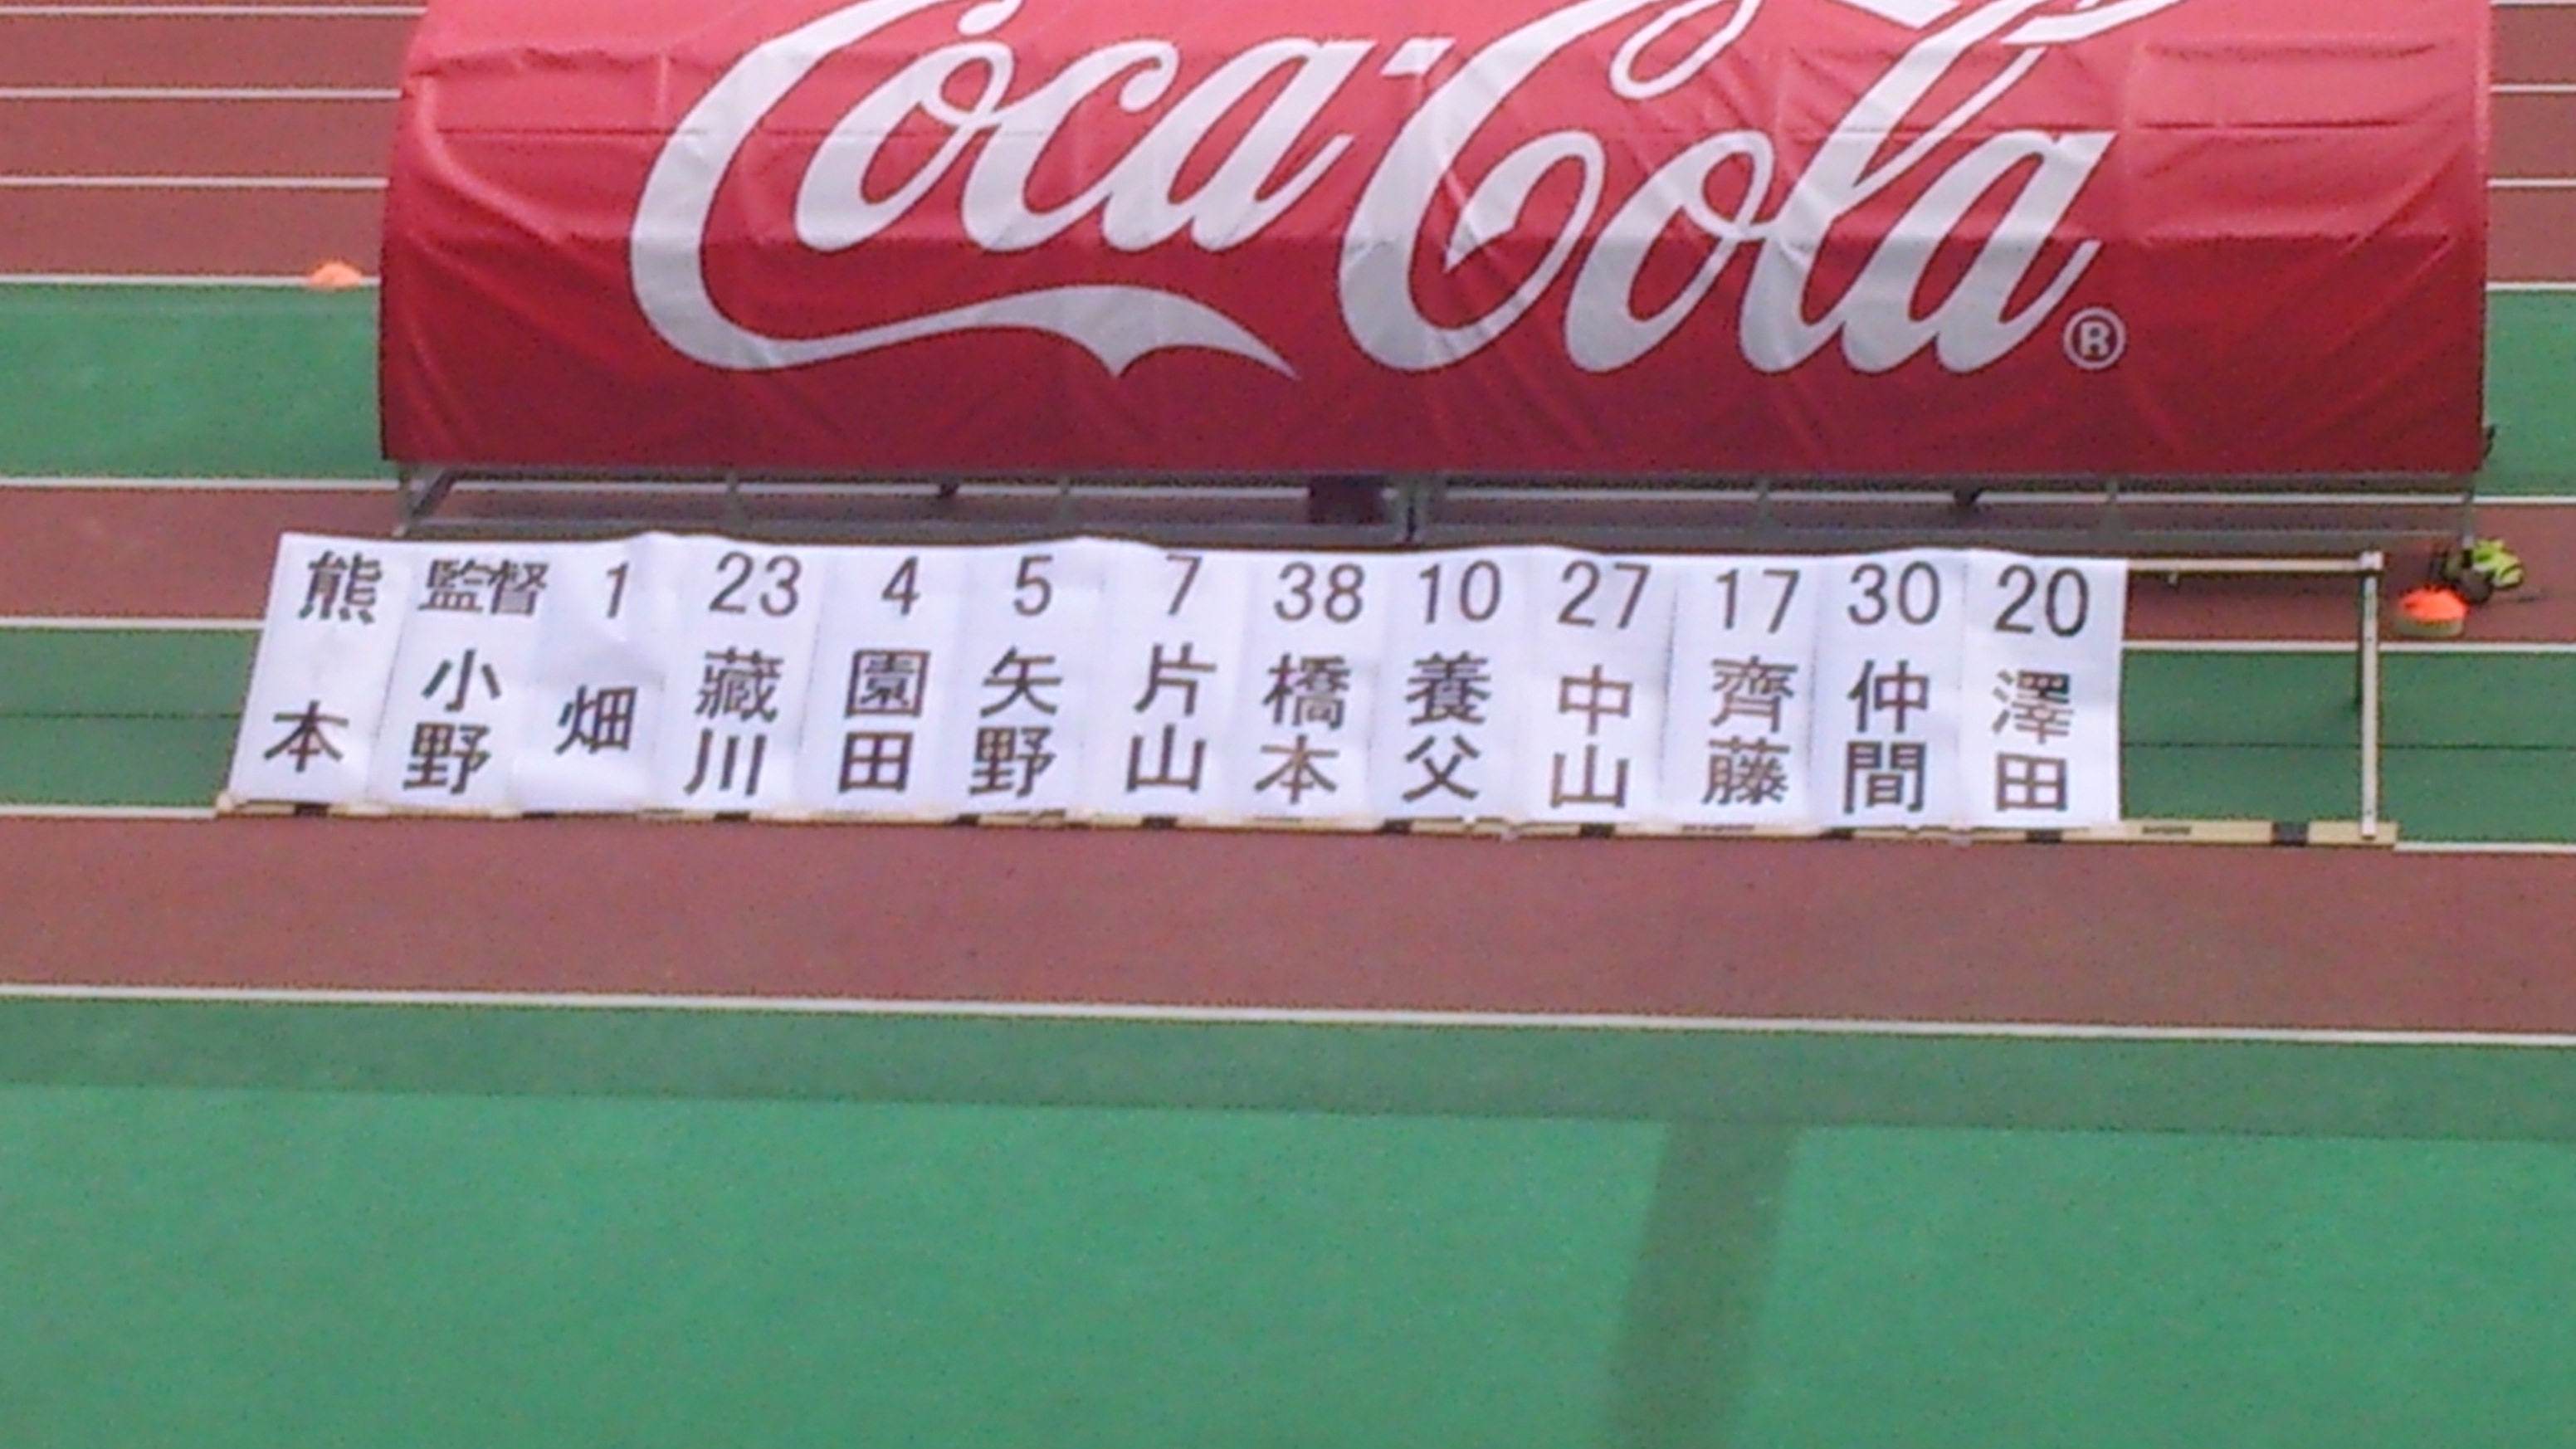 Coca-Cola®
熊本
監督 小野
1 畑
23 藏川
4 園田
5 矢野
7 片山
38 橋本
10 養父
27 中山
17 齊藤
30 仲間
20 澤田